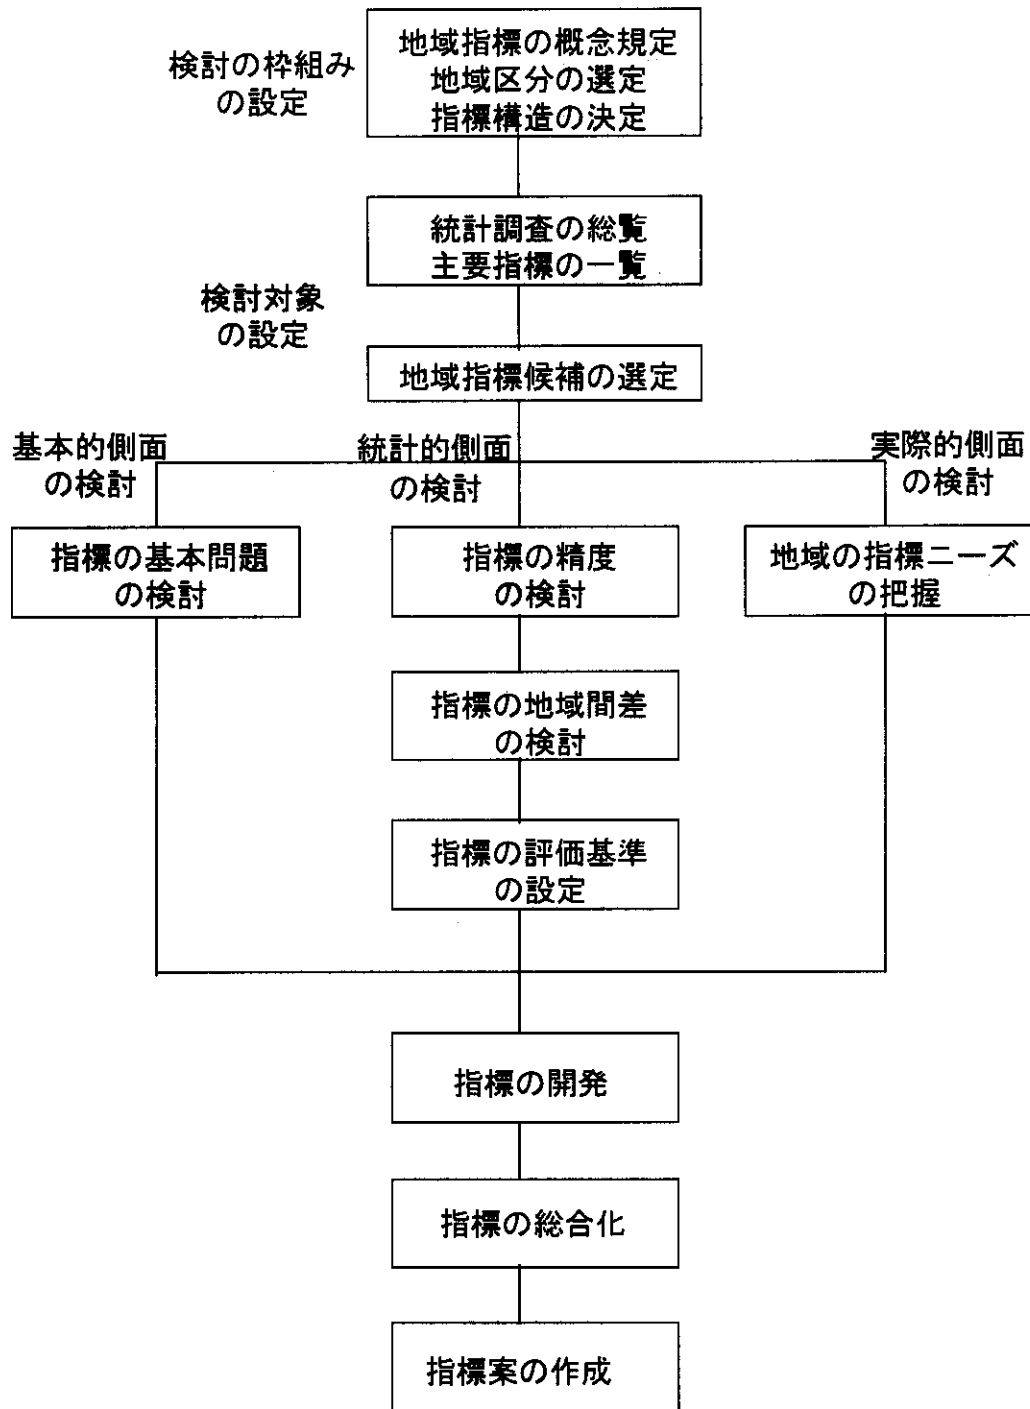 検討の枠組み
の設定
地域指標の概念規定
地域区分の選定
指標構造の決定
統計調査の総覧
主要指標の一覧
検討対象
の設定
地域指標候補の選定
基本的側面
の検討
統計的側面
の検討
実際的側面
の検討
指標の基本問題
の検討
指標の精度
の検討
地域の指標ニーズ
の把握
指標の地域間差
の検討
指標の評価基準
の設定
指標の開発
指標の総合化
指標案の作成